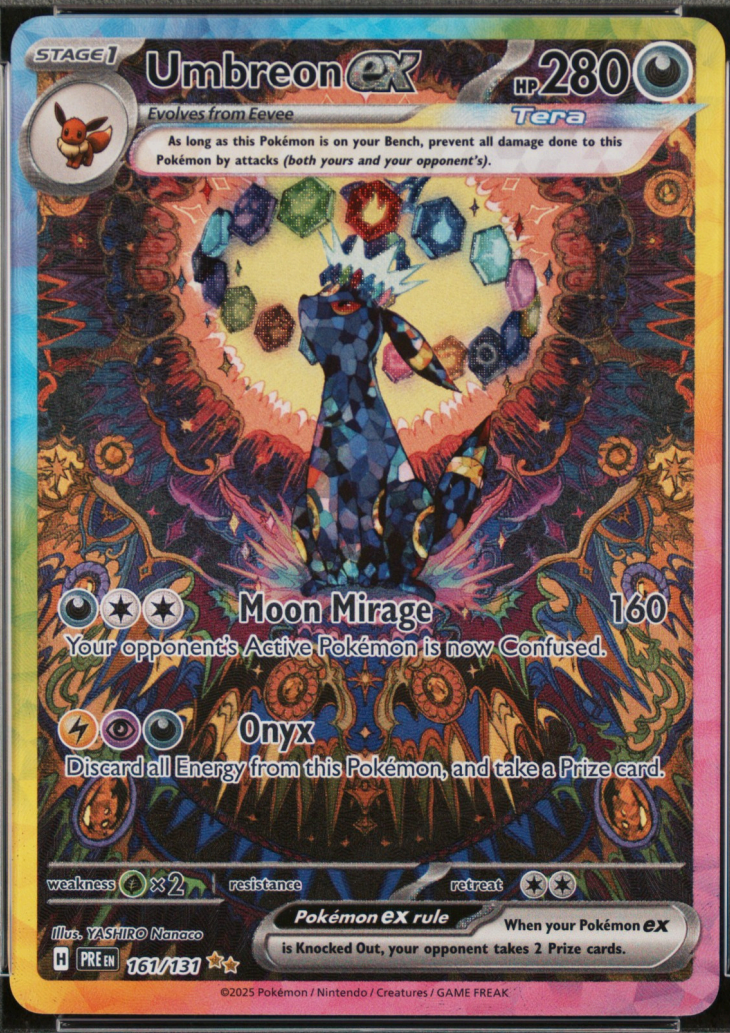 STAGE1 Umbreon ex HP280
Evolves from Eevee Tera
As long as this Pokémon is on your Bench, prevent all damage done to this
Pokémon by attacks (both yours and your opponent's).
Moon Mirage 160
Your opponent's Active Pokémon is now Confused.
Onyx
Discard all Energy from this Pokémon, and take a Prize card.
weakness ×2 resistance retreat
Illus. YASHIRO Nanaco
Pokémon ex rule When your Pokémon ex
is Knocked Out, your opponent takes 2 Prize cards.
H PRE EN 161/131
©2025 Pokémon / Nintendo / Creatures / GAME FREAK